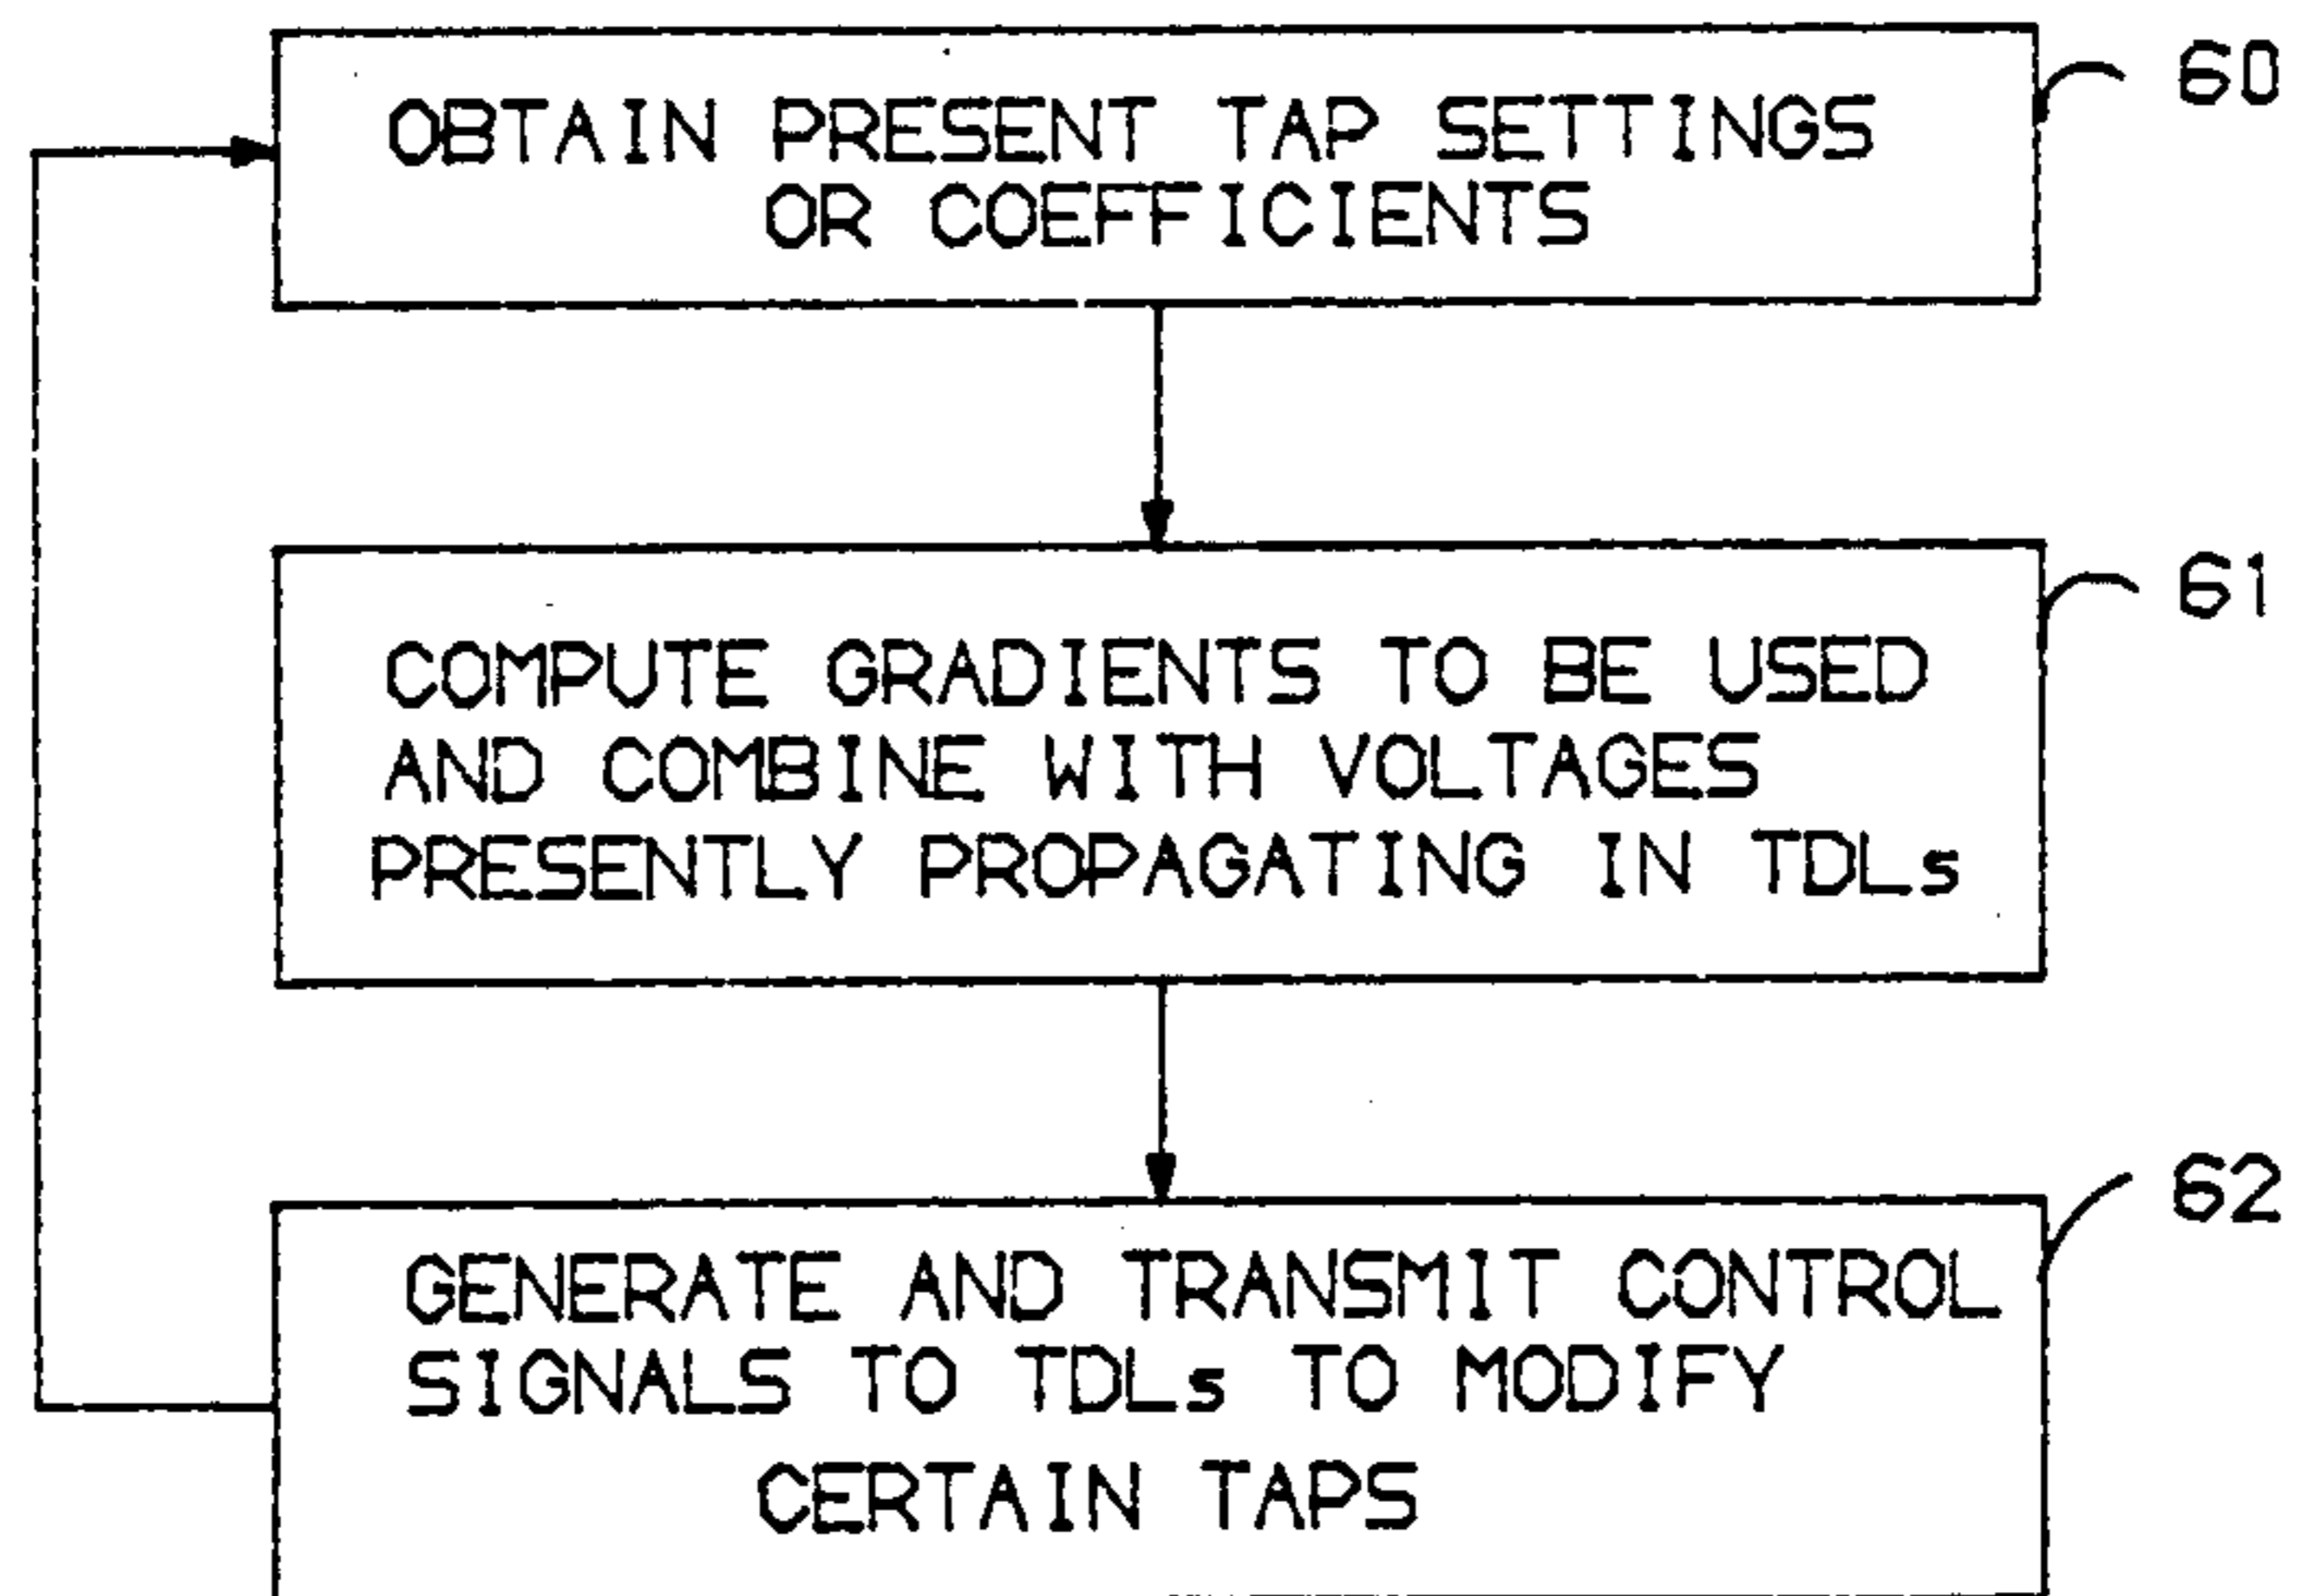 60
OBTAIN PRESENT TAP SETTINGS
OR COEFFICIENTS
61
COMPUTE GRADIENTS TO BE USED
AND COMBINE WITH VOLTAGES
PRESENTLY PROPAGATING IN TDLs
62
GENERATE AND TRANSMIT CONTROL
SIGNALS TO TDLs TO MODIFY
CERTAIN TAPS